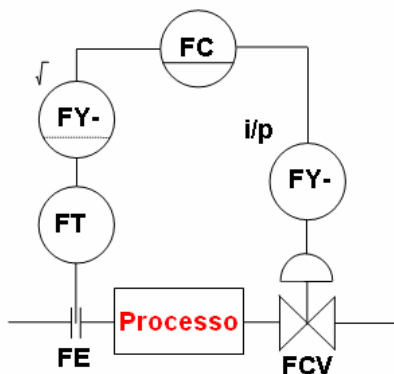 FC
√
FY-
i/p
FY-
FT
Processo
FE
FCV